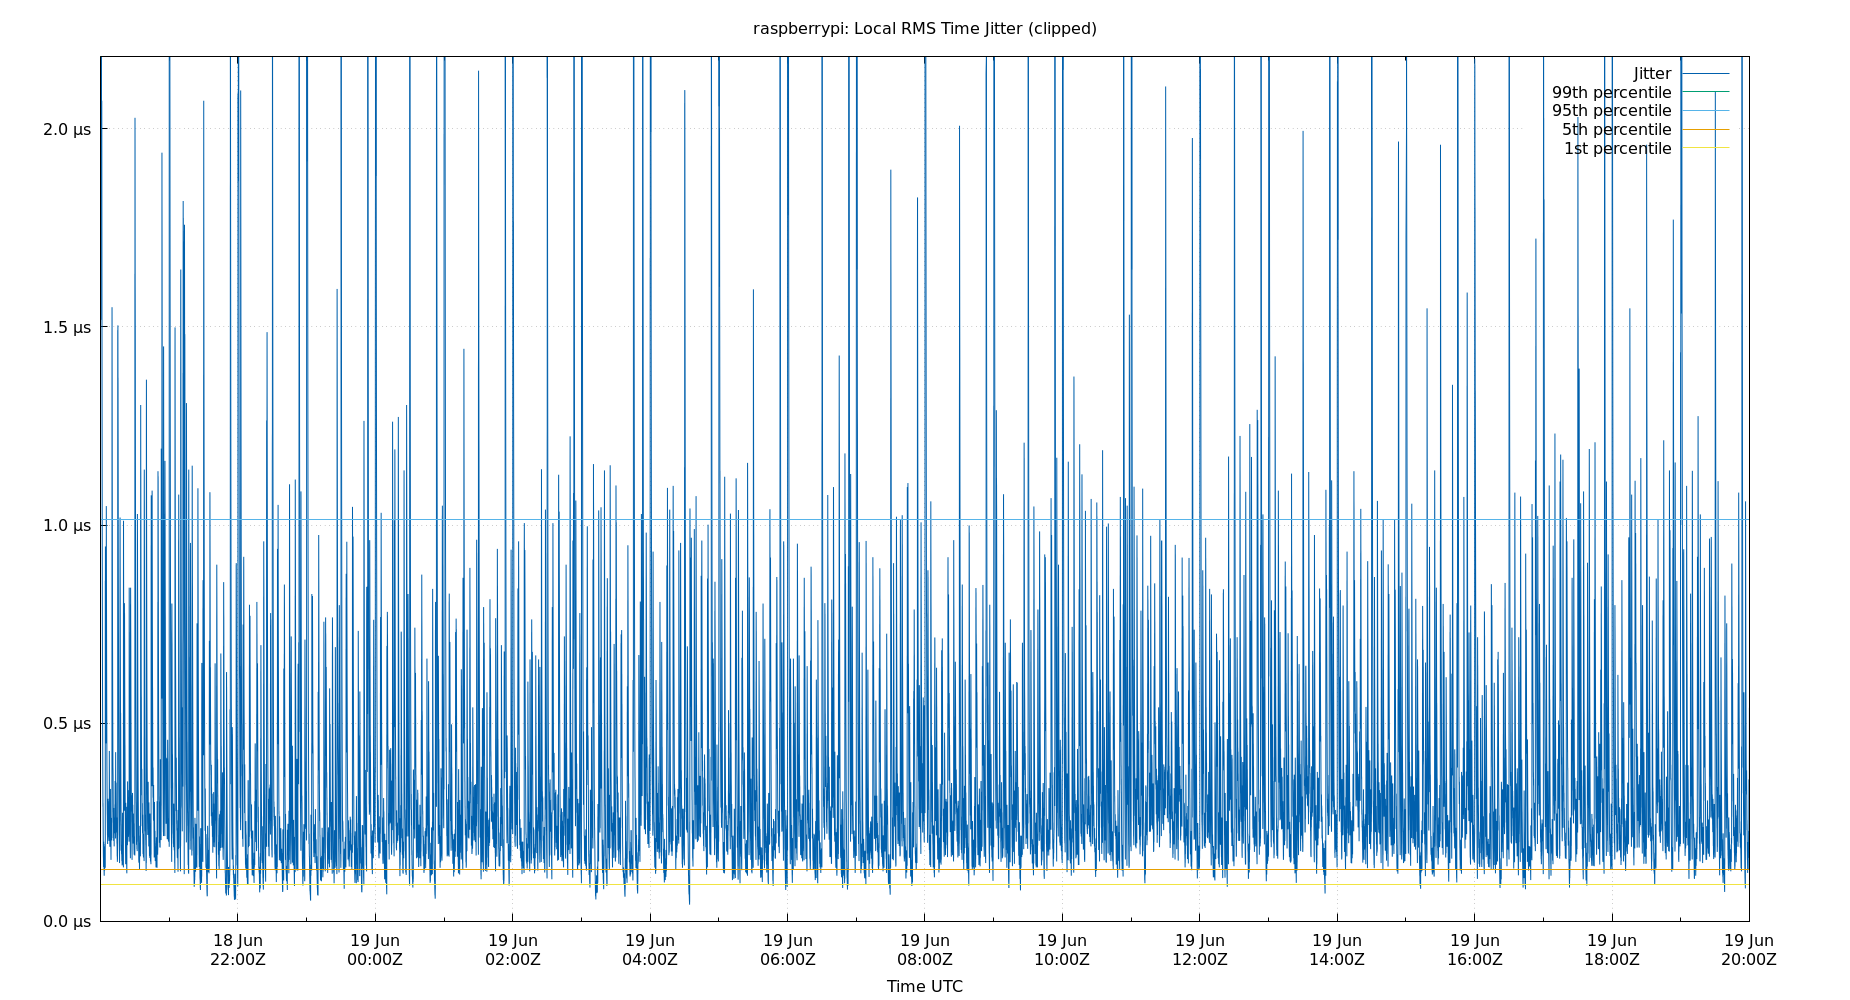 raspberrypi: Local RMS Time Jitter (clipped)
Jitter
99th percentile
95th percentile
5th percentile
1st percentile
2.0 μs
1.5 μs
1.0 μs
0.5 μs
0.0 μs
18 Jun 19 Jun 19 Jun 19 Jun 19 Jun 19 Jun 19 Jun 19 Jun 19 Jun 19 Jun 19 Jun 19 Jun
22:00Z 00:00Z 02:00Z 04:00Z 06:00Z 08:00Z 10:00Z 12:00Z 14:00Z 16:00Z 18:00Z 20:00Z
Time UTC